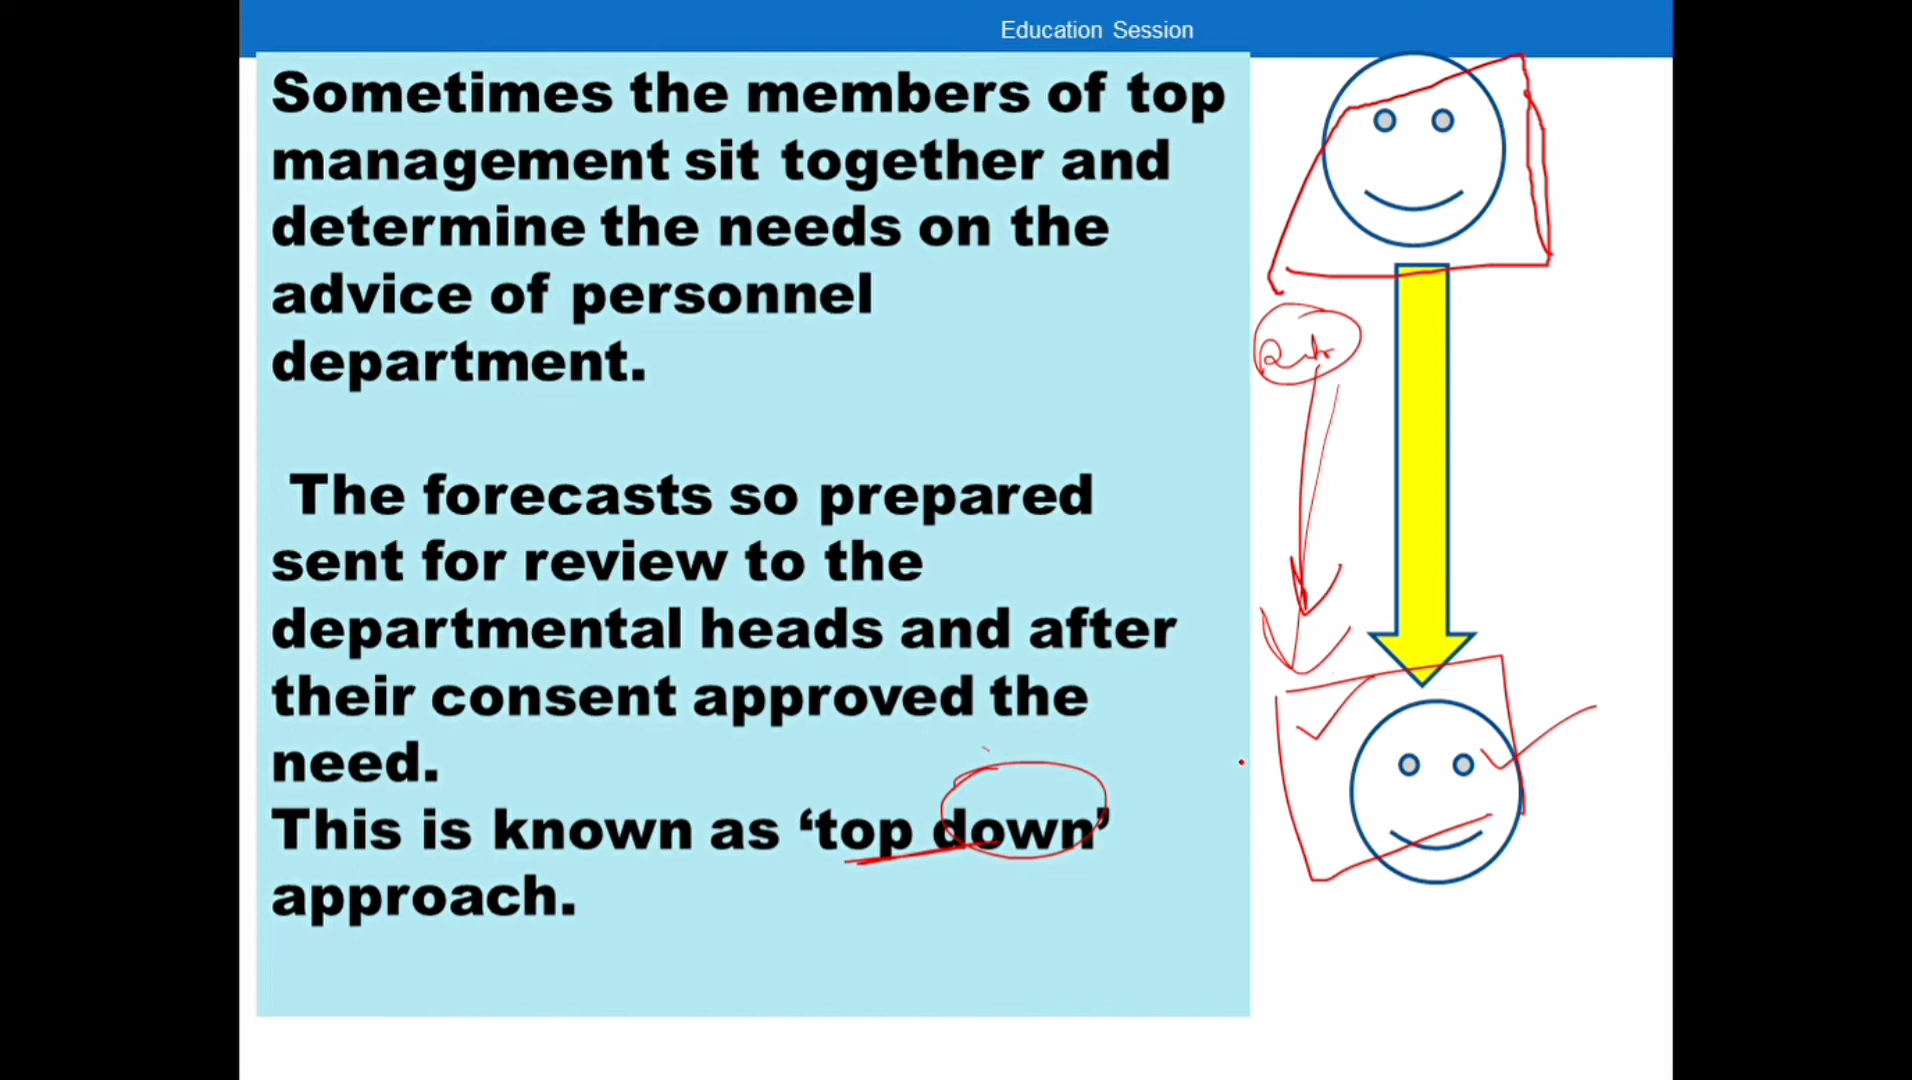 Education Session
Sometimes the members of top
management sit together and
determine the needs on the
advice of personnel
department.
The forecasts so prepared
sent for review to the
departmental heads and after
their consent approved the
need.
This is known as ‘top down’
approach.